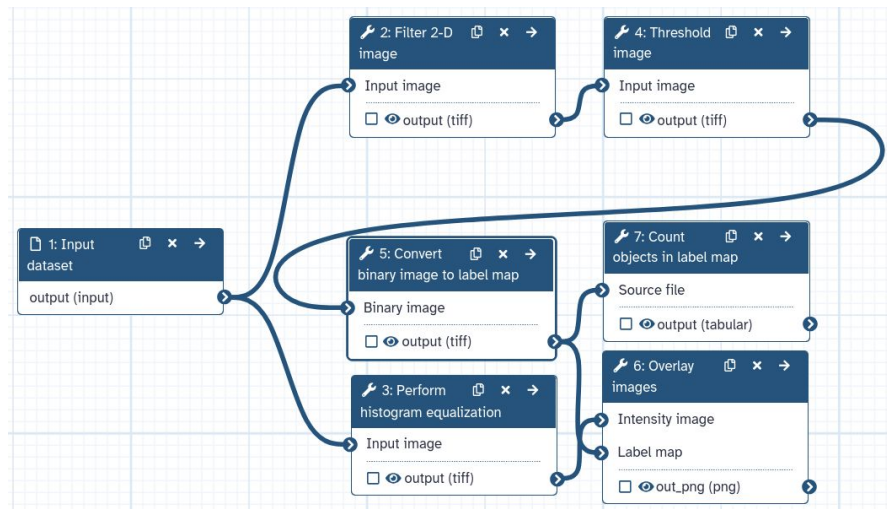 2: Filter 2-D
image
Input image
output (tiff)
4: Threshold
image
Input image
output (tiff)
1: Input
dataset
output (input)
5: Convert
binary image to label map
Binary image
output (tiff)
7: Count
objects in label map
Source file
output (tabular)
3: Perform
histogram equalization
Input image
output (tiff)
6: Overlay
images
Intensity image
Label map
out_png (png)